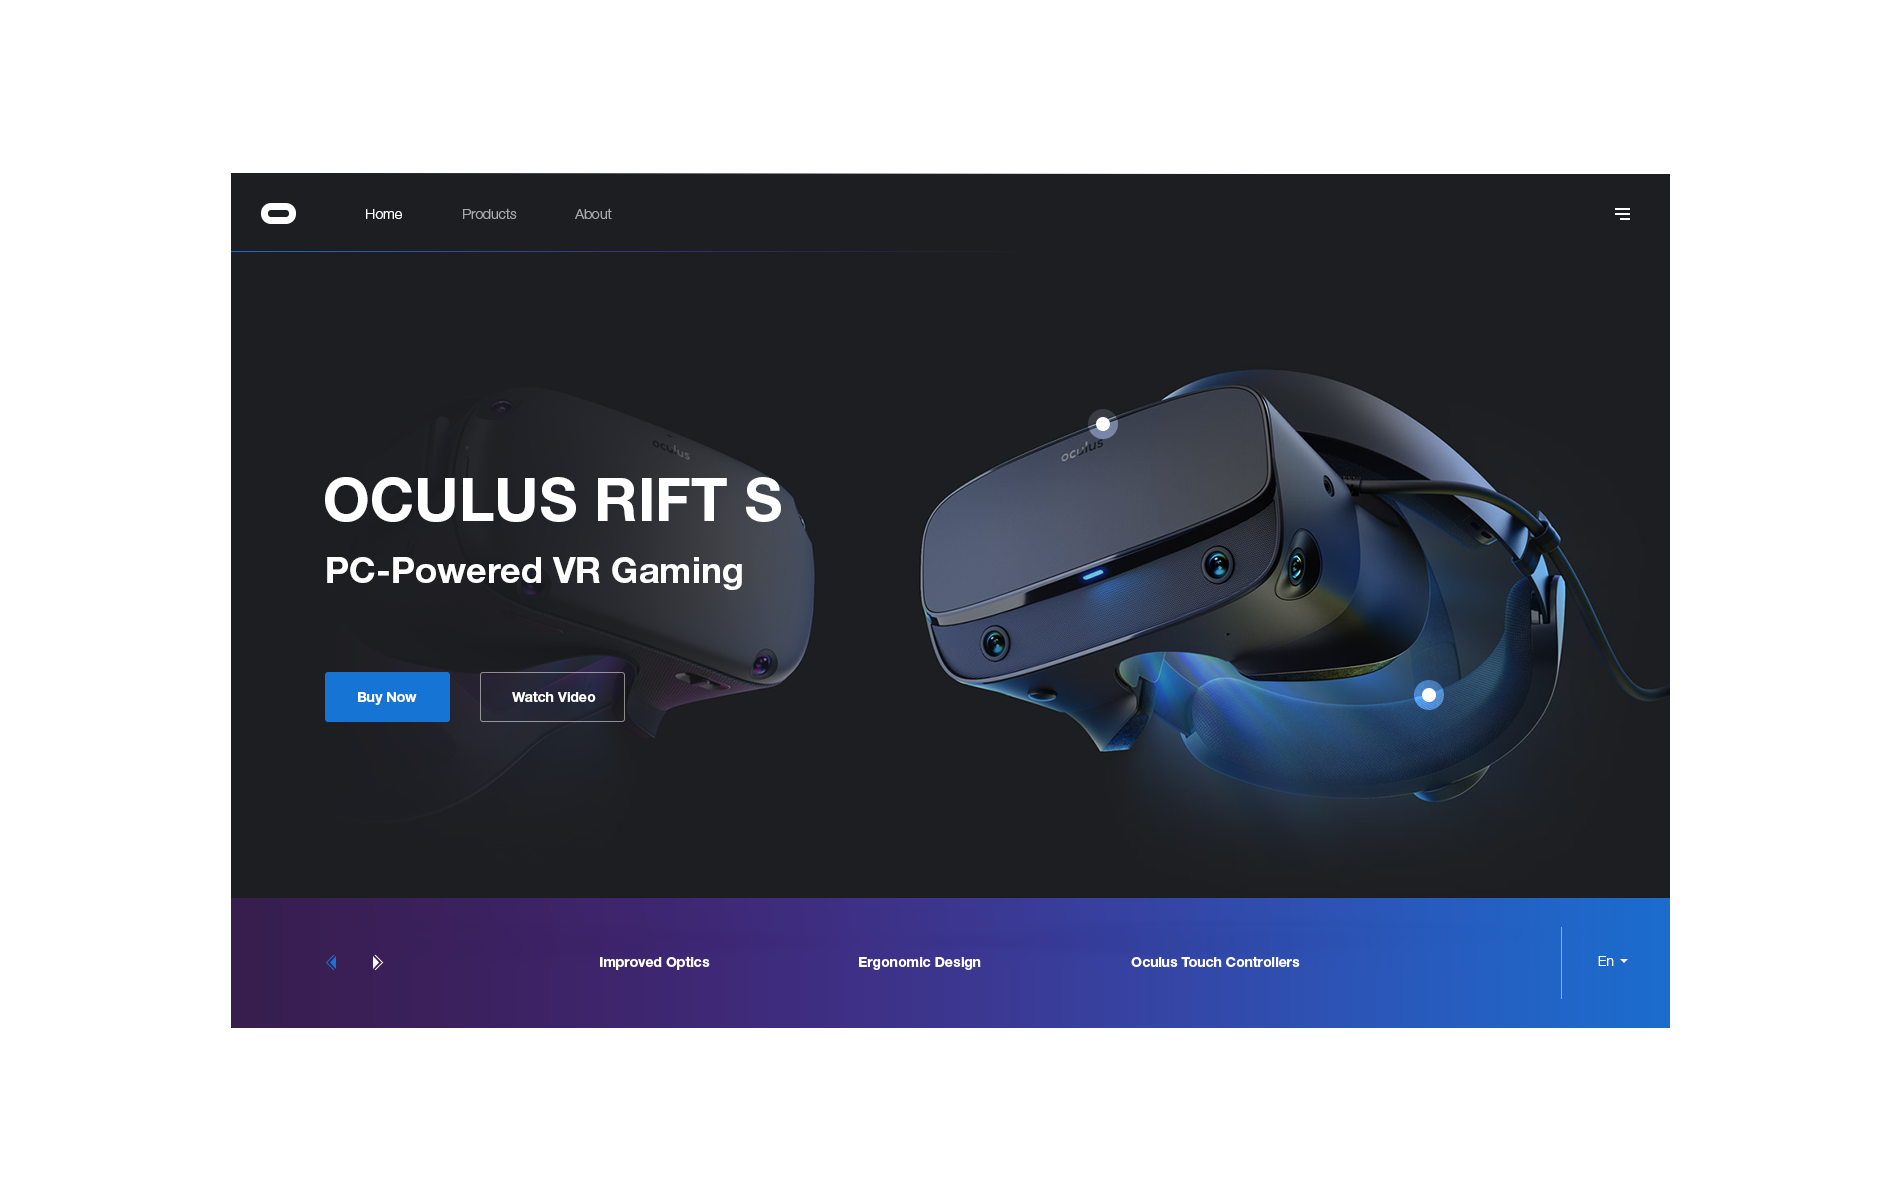 Home
Products
About
oculus
oculus
OCULUS RIFT S
PC-Powered VR Gaming
Buy Now
Watch Video
Improved Optics
Ergonomic Design
Oculus Touch Controllers
En